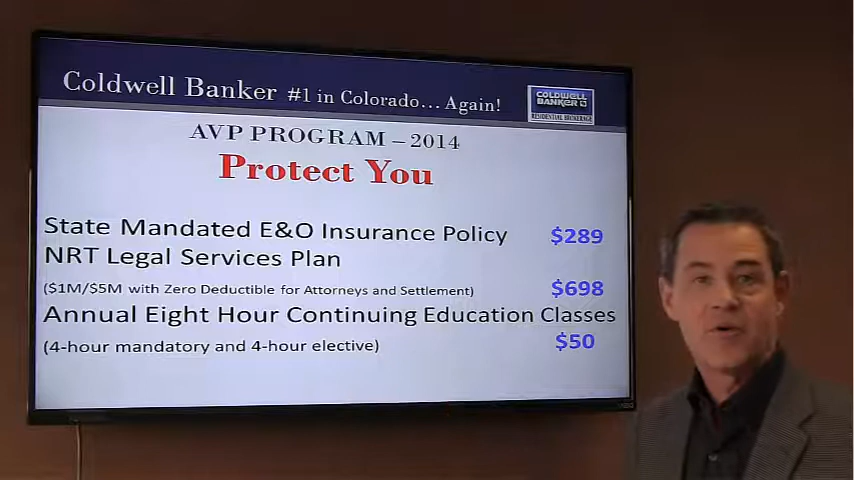 Coldwell Banker #1 in Colorado... Again!
COLDWELL
BANKER
RESIDENTIAL BROKERAGE
AVP PROGRAM – 2014
Protect You
State Mandated E&O Insurance Policy $289
NRT Legal Services Plan
($1M/$5M with Zero Deductible for Attorneys and Settlement) $698
Annual Eight Hour Continuing Education Classes
(4-hour mandatory and 4-hour elective) $50